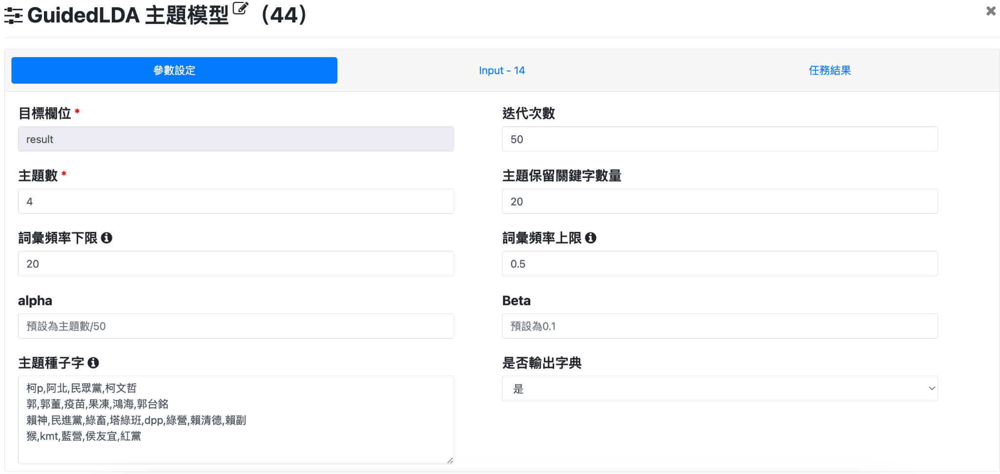 GuidedLDA 主題模型 （44）
參數設定
Input - 14
任務結果
目標欄位 *
result
迭代次數
50
主題數 *
4
主題保留關鍵字數量
20
詞彙頻率下限
20
詞彙頻率上限
0.5
alpha
預設為主題數/50
Beta
預設為0.1
主題種子字
柯p,阿北,民眾黨,柯文哲
郭,郭董,疫苗,果凍,鴻海,郭台銘
賴神,民進黨,綠畜,塔綠班,dpp,綠營,賴清德,賴副
猴,kmt,藍營,侯友宜,紅黨
是否輸出字典
是